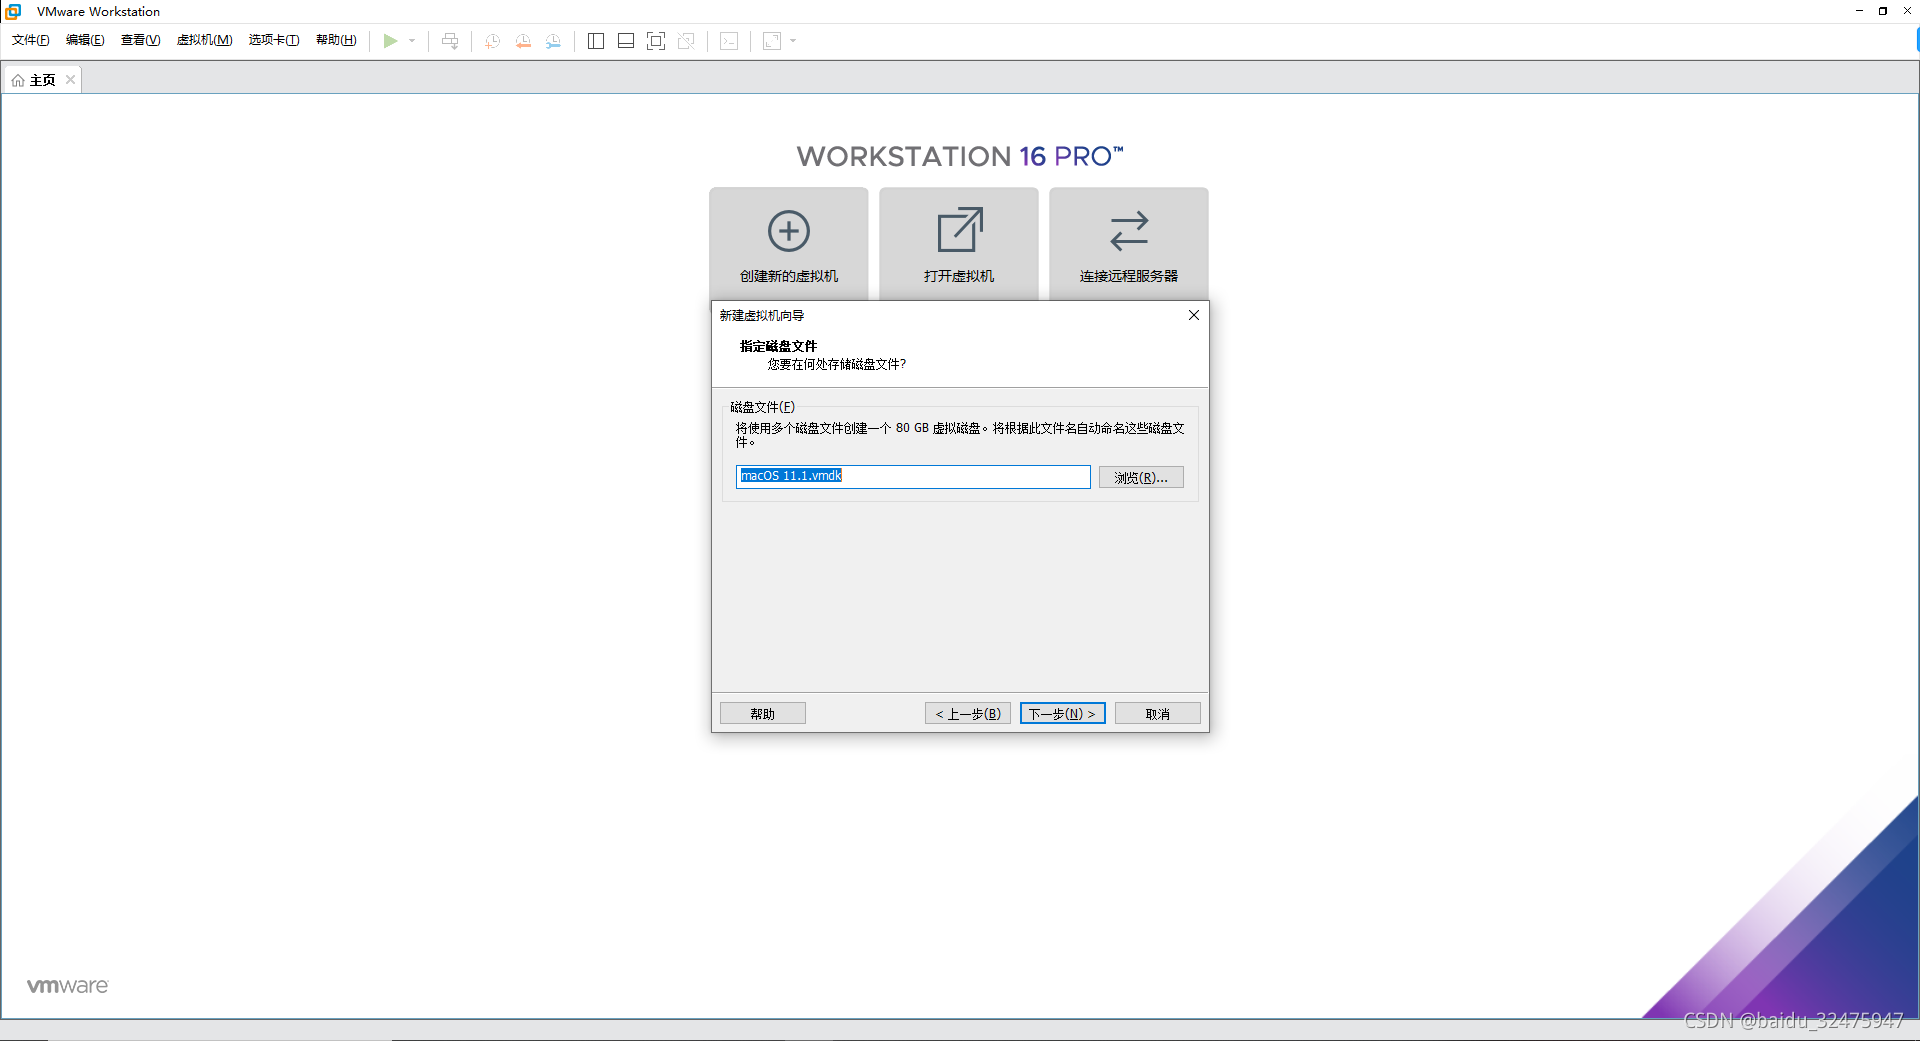 VMware Workstation
文件(F) 编辑(E) 查看(V) 虚拟机(M) 选项卡(T) 帮助(H)
主页
WORKSTATION 16 PRO™
创建新的虚拟机 打开虚拟机 连接远程服务器
新建虚拟机向导
指定磁盘文件
您要在何处存储磁盘文件?
磁盘文件(F)
将使用多个磁盘文件创建一个 80 GB 虚拟磁盘。将根据此文件名自动命名这些磁盘文
件。
macOS 11.1.vmdk 浏览(R)...
帮助 < 上一步(B) 下一步(N) > 取消
vmware
CSDN @baidu_32475947